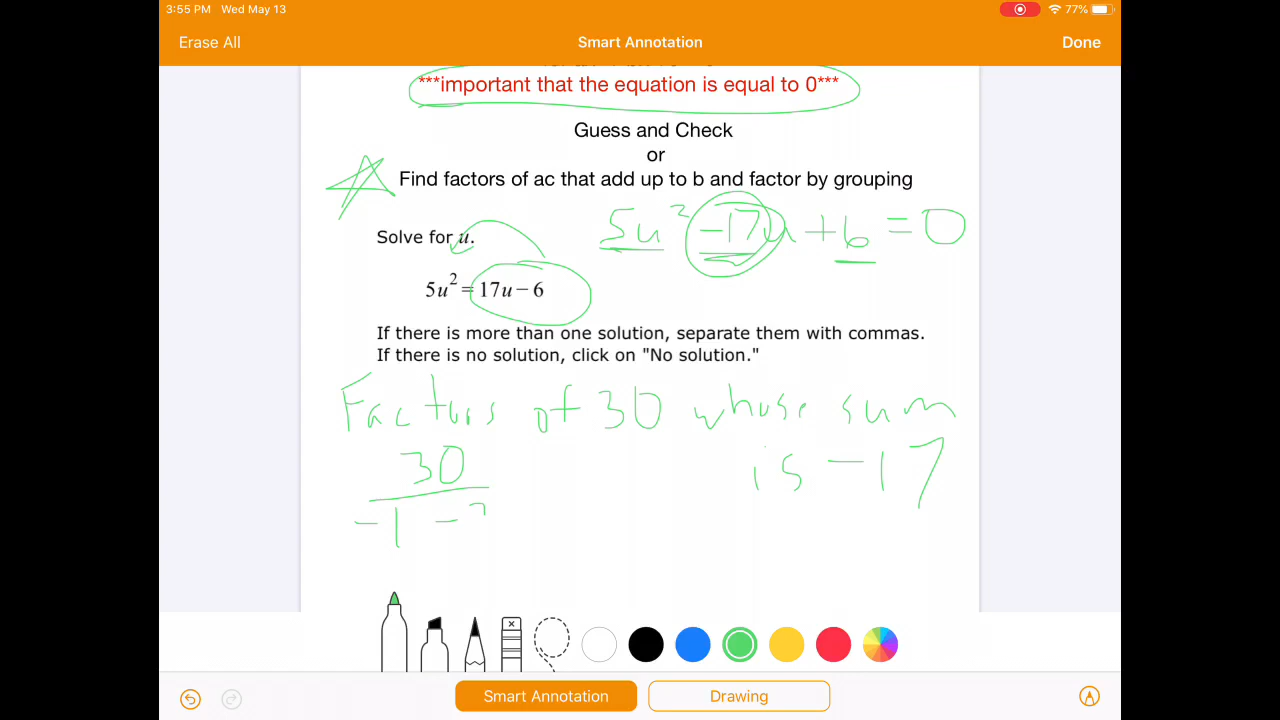 3:55 PM Wed May 13
77%
Erase All
Smart Annotation
Done
***important that the equation is equal to 0***
Guess and Check
or
Find factors of ac that add up to b and factor by grouping
5u² -17u + 6 = 0
Solve for u.
5u² = 17u − 6
If there is more than one solution, separate them with commas.
If there is no solution, click on "No solution."
Factors of 30 whose sum
is -17
30
-1 -
Smart Annotation
Drawing